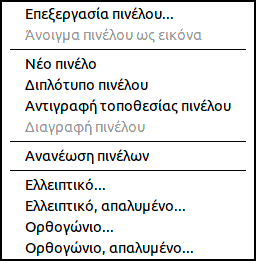 Επεξεργασία πινέλου...
Άνοιγμα πινέλου ως εικόνα
Νέο πινέλο
Διπλότυπο πινέλου
Αντιγραφή τοποθεσίας πινέλου
Διαγραφή πινέλου
Ανανέωση πινέλων
Ελλειπτικό...
Ελλειπτικό, απαλυμένο...
Ορθογώνιο...
Ορθογώνιο, απαλυμένο...